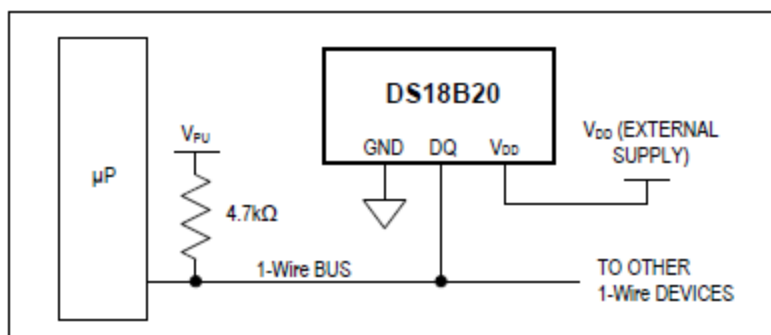 DS18B20
GND DQ VDD
VPU
VDD (EXTERNAL
SUPPLY)
µP
4.7kΩ
1-Wire BUS
TO OTHER
1-Wire DEVICES